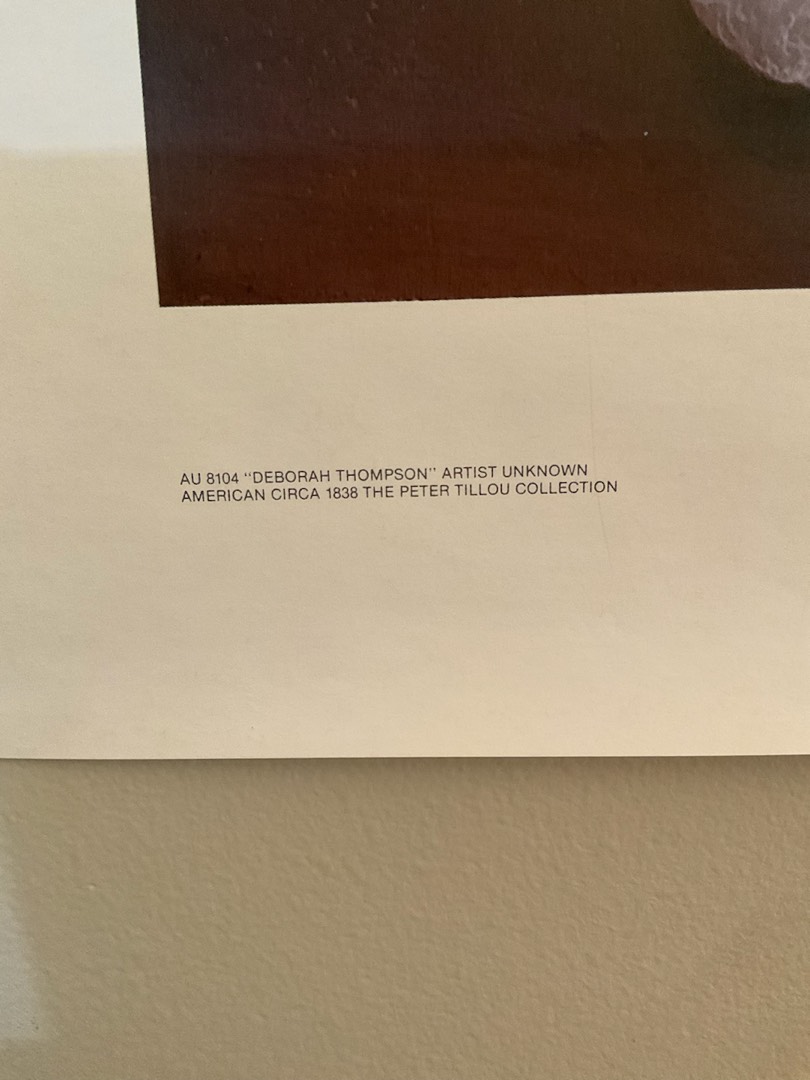 AU 8104 “DEBORAH THOMPSON” ARTIST UNKNOWN
AMERICAN CIRCA 1838 THE PETER TILLOU COLLECTION